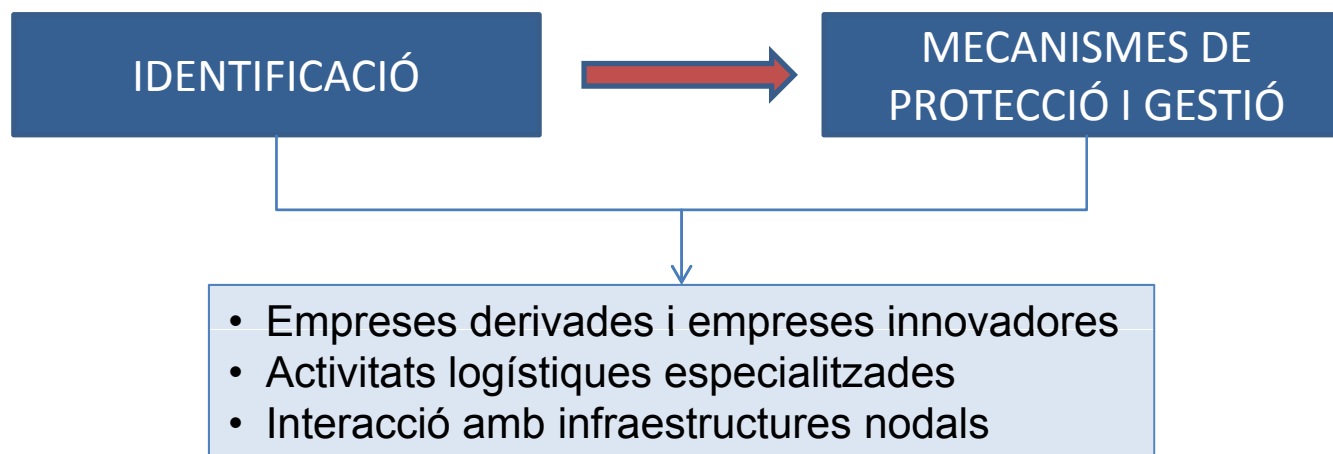 IDENTIFICACIÓ
MECANISMES DE
PROTECCIÓ I GESTIÓ
• Empreses derivades i empreses innovadores
• Activitats logístiques especialitzades
• Interacció amb infraestructures nodals